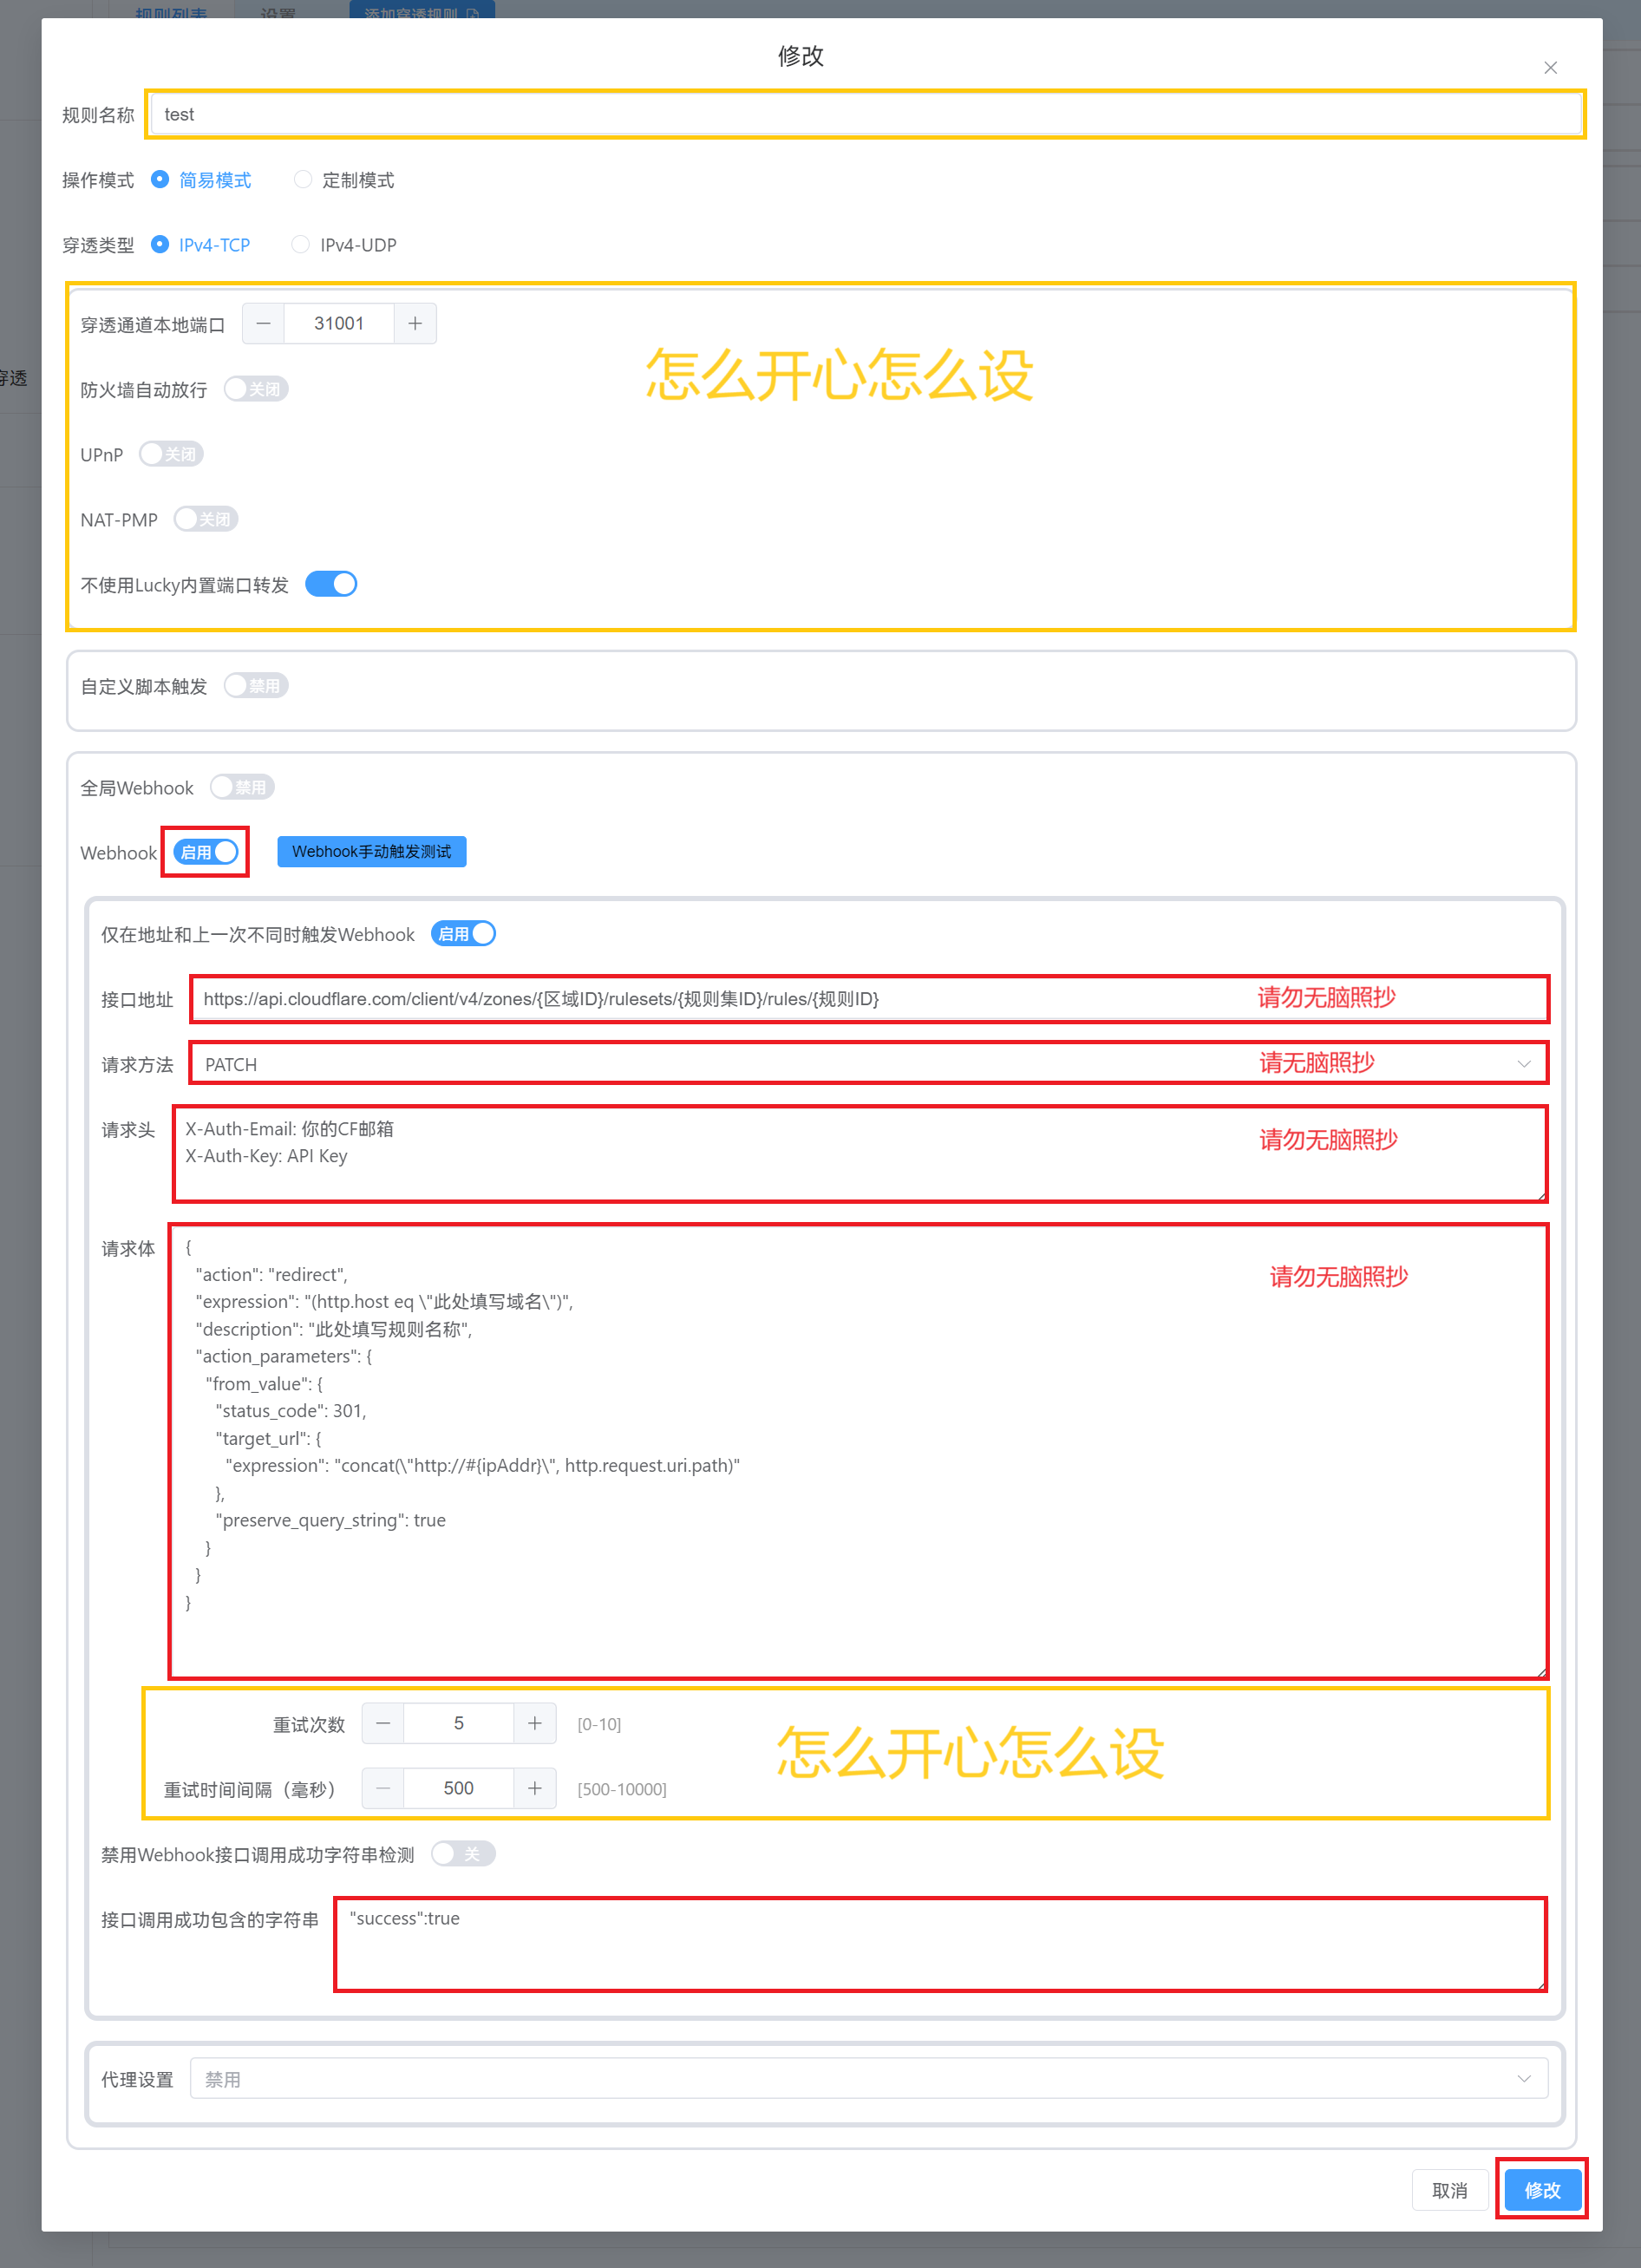 规则列表
设置
添加穿透规则
修改
规则名称
test
操作模式 简易模式 定制模式
穿透类型 IPv4-TCP IPv4-UDP
穿透通道本地端口 31001
怎么开心怎么设
穿透
防火墙自动放行 关闭
UPnP 关闭
NAT-PMP 关闭
不使用Lucky内置端口转发
自定义脚本触发 禁用
全局Webhook 禁用
Webhook 启用 Webhook手动触发测试
仅在地址和上一次不同时触发Webhook 启用
接口地址 https://api.cloudflare.com/client/v4/zones/{区域ID}/rulesets/{规则集ID}/rules/{规则ID} 请勿无脑照抄
请求方法 PATCH 请无脑照抄
请求头 X-Auth-Email: 你的CF邮箱
X-Auth-Key: API Key
请勿无脑照抄
请求体 {
"action": "redirect",
请勿无脑照抄
"expression": "(http.host eq \"此处填写域名\")",
"description": "此处填写规则名称",
"action_parameters": {
"from_value": {
"status_code": 301,
"target_url": {
"expression": "concat(\"http://#{ipAddr}\", http.request.uri.path)"
},
"preserve_query_string": true
}
}
}
重试次数 5 [0-10]
怎么开心怎么设
重试时间间隔（毫秒） 500 [500-10000]
禁用Webhook接口调用成功字符串检测 关
接口调用成功包含的字符串 "success":true
代理设置 禁用
取消 修改